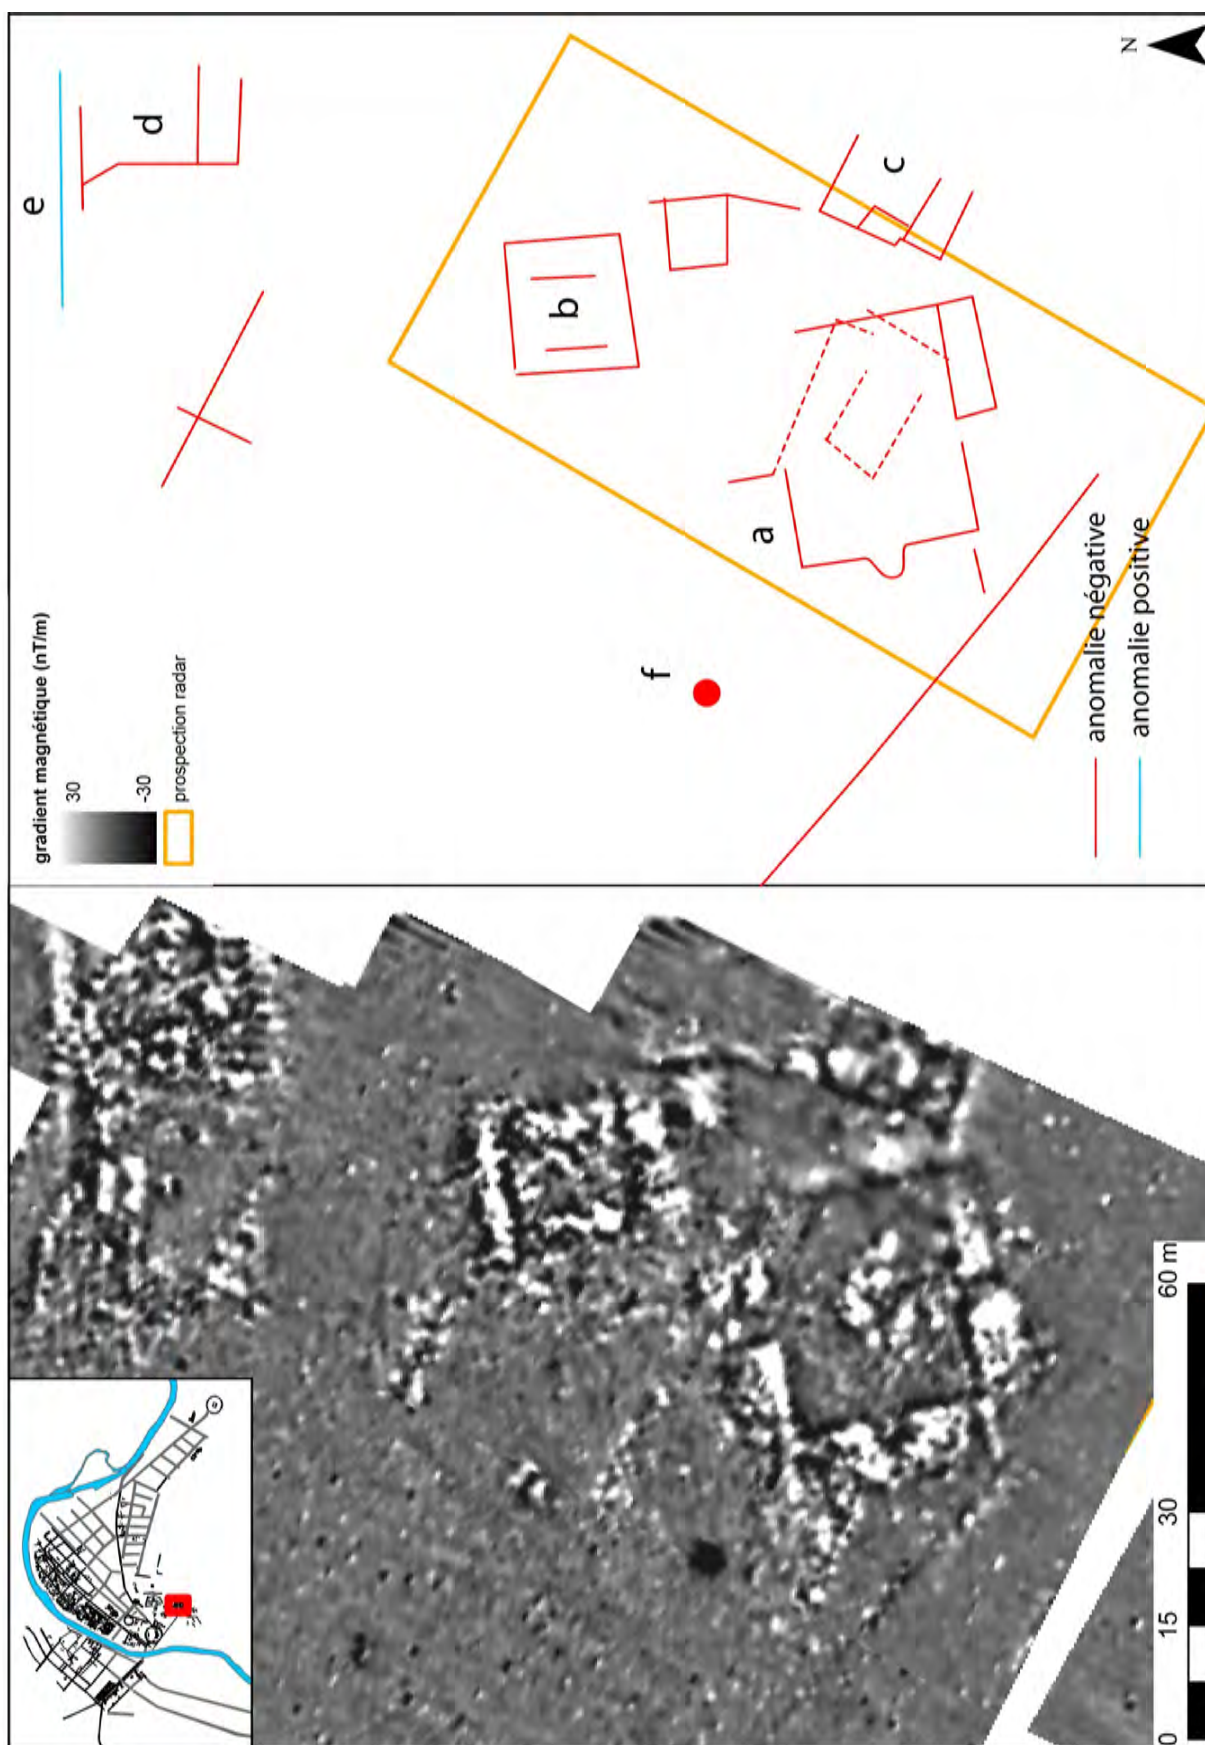 gradient magnétique (nT/m)
30
-30
prospection radar
N
a
b
c
d
e
f
anomalie négative
anomalie positive
0 15 30 60 m